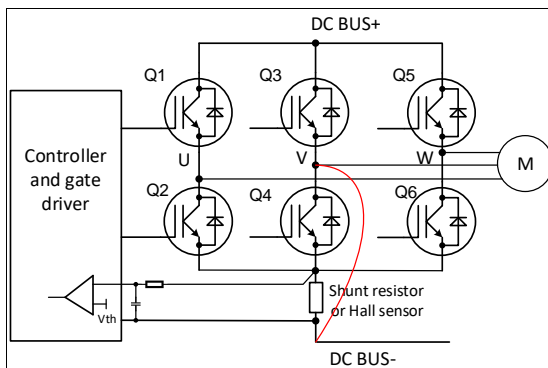 DC BUS+
Q1
Q3
Q5
U
V
W
M
Controller
and gate
driver
Q2
Q4
Q6
Vth
Shunt resistor
or Hall sensor
DC BUS-